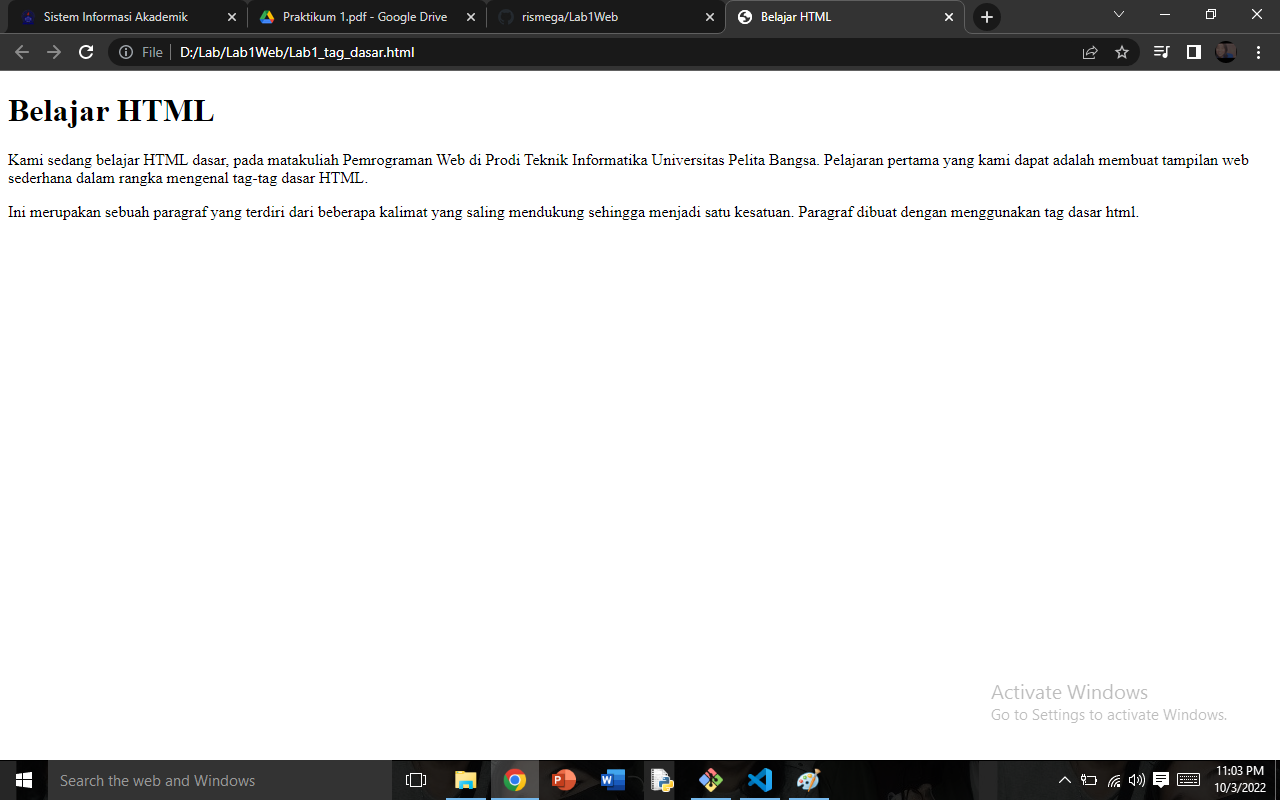 Sistem Informasi Akademik
Praktikum 1.pdf - Google Drive
rismega/Lab1Web
Belajar HTML
File
D:/Lab/Lab1Web/Lab1_tag_dasar.html
Belajar HTML
Kami sedang belajar HTML dasar, pada matakuliah Pemrograman Web di Prodi Teknik Informatika Universitas Pelita Bangsa. Pelajaran pertama yang kami dapat adalah membuat tampilan web
sederhana dalam rangka mengenal tag-tag dasar HTML.
Ini merupakan sebuah paragraf yang terdiri dari beberapa kalimat yang saling mendukung sehingga menjadi satu kesatuan. Paragraf dibuat dengan menggunakan tag dasar html.
Activate Windows
Go to Settings to activate Windows.
Search the web and Windows
11:03 PM
10/3/2022